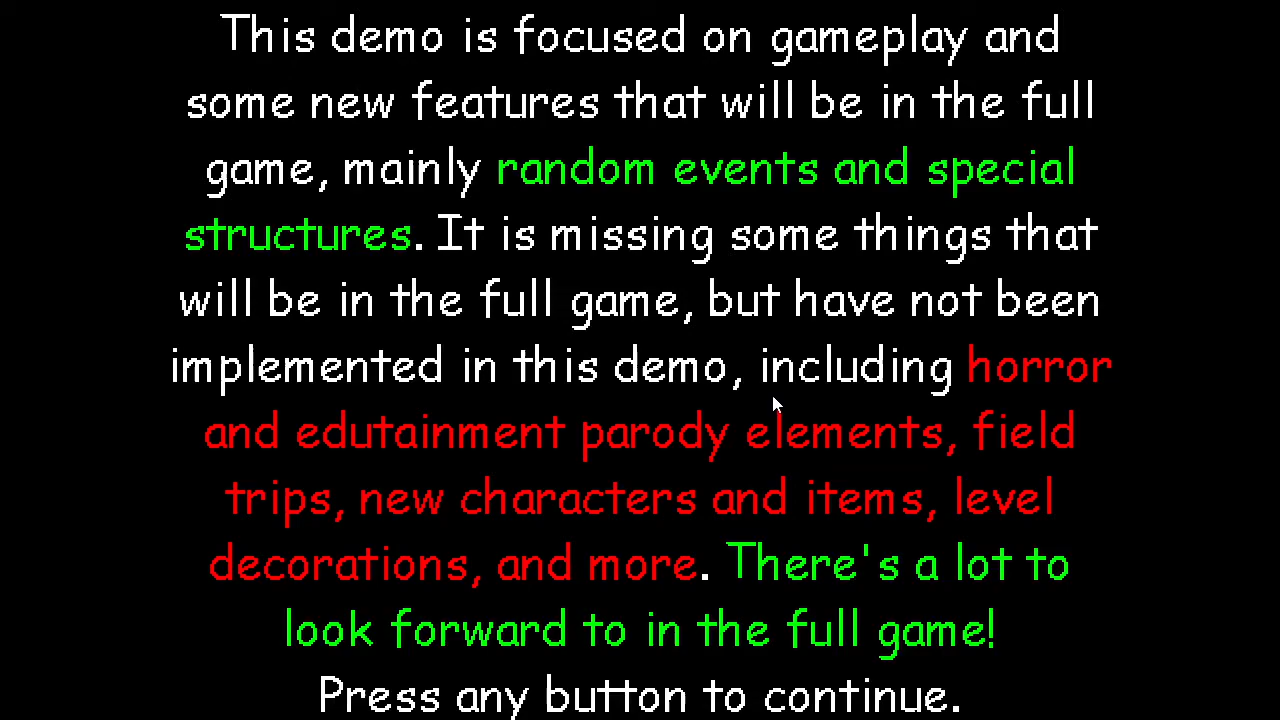 This demo is focused on gameplay and
some new features that will be in the full
game, mainly random events and special
structures. It is missing some things that
will be in the full game, but have not been
implemented in this demo, including horror
and edutainment parody elements, field
trips, new characters and items, level
decorations, and more. There's a lot to
look forward to in the full game!
Press any button to continue.